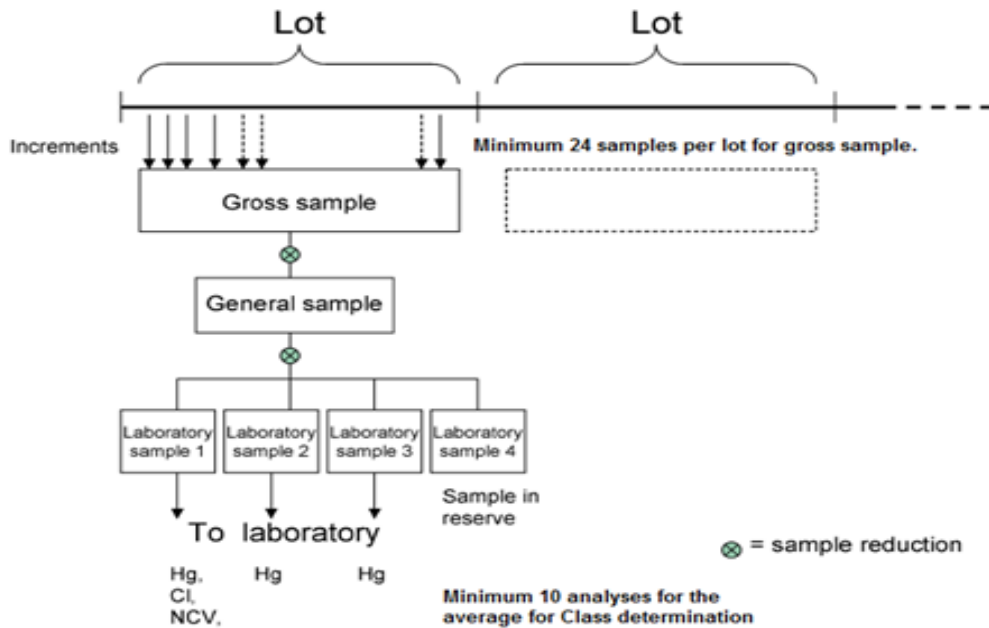 Lot
Lot
Increments
Minimum 24 samples per lot for gross sample.
Gross sample
General sample
Laboratory
sample 1
Laboratory
sample 2
Laboratory
sample 3
Laboratory
sample 4
Sample in
reserve
To laboratory
= sample reduction
Hg,
Cl,
NCV,
Hg
Hg
Minimum 10 analyses for the
average for Class determination